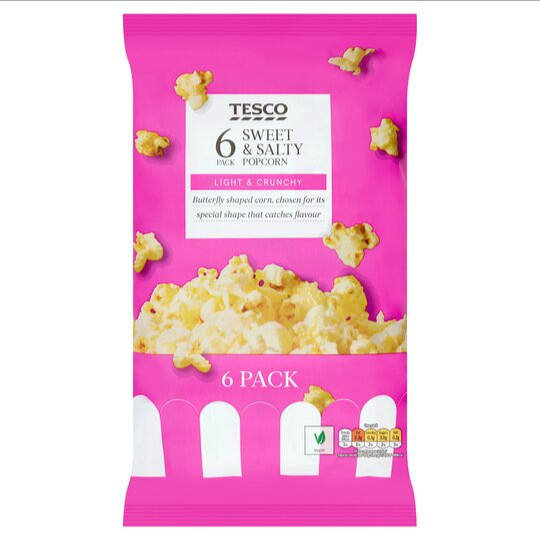 TESCO
6 PACK
SWEET
& SALTY
POPCORN
LIGHT & CRUNCHY
Butterfly shaped corn, chosen for its
special shape that catches flavour
6 PACK